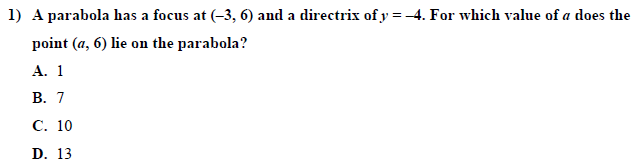 1) A parabola has a focus at (–3, 6) and a directrix of y = –4. For which value of a does the
point (a, 6) lie on the parabola?
A. 1
B. 7
C. 10
D. 13